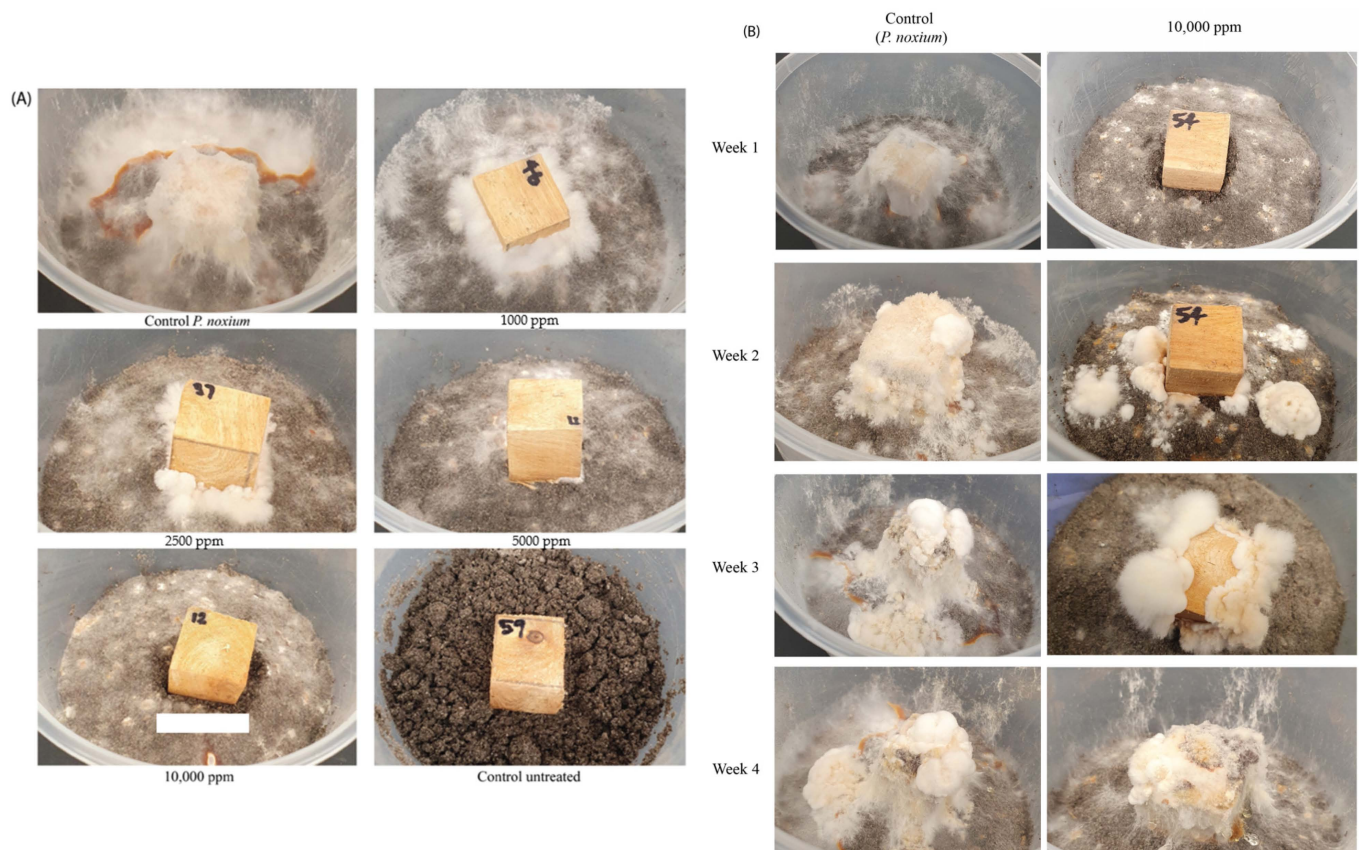 (A)
Control P. noxium
1000 ppm
37
2500 ppm
5000 ppm
12
10,000 ppm
59
Control untreated
(B)
Control
(P. noxium)
10,000 ppm
Week 1
54
Week 2
54
Week 3
Week 4